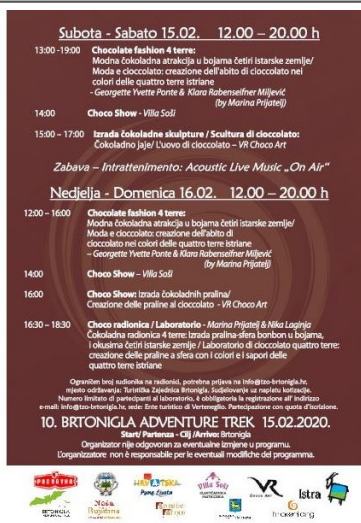 Subota - Sabato 15.02. 12.00 – 20.00 h
13:00 -19:00 Chocolate fashion 4 terre:
Modna čokoladna atrakcija u bojama četiri istarske zemlje/
Moda e cioccolato: creazione dell'abito di cioccolato nei
colori delle quattro terre istriane
- Georgette Yvette Ponte & Klara Rabenseifner Miljević
(by Marina Prijatelj)
14:00 Choco Show - Villa Soši
15:00 – 17:00 Izrada čokoladne skulpture / Scultura di cioccolato:
Čokoladno jaje/ L'uovo di cioccolato – VR Choco Art
Zabava – Intrattenimento: Acoustic Live Music „On Air"
Nedjelja - Domenica 16.02. 12.00 – 20.00 h
12:00 – 16:00 Chocolate fashion 4 terre:
Modna čokoladna atrakcija u bojama četiri istarske zemlje/
Moda e cioccolato: creazione dell'abito di
cioccolato nei colori delle quattro terre istriane
– Georgette Yvette Ponte & Klara Rabenseifner Miljević
(by Marina Prijatelj)
14:00 Choco Show – Villa Soši
16:00 Choco Show: Izrada čokoladnih pralina/
Creazione delle praline al cioccolato - VR Choco Art
16:30 – 18:30 Choco radionica / Laboratorio - Marina Prijatelj & Nika Laginja
Čokoladna radionica 4 terre: Izrada pralina-sfera bonbon u bojama,
i okusima četiri istarske zemlje / Laboratorio di cioccolato quattro terre:
creazione delle praline a sfera con i colori e i sapori delle
quattro terre istriane
Ograničen broj sudionika na radionici, potrebna prijava na info@tzo-brtonigla.hr,
mjesto održavanja: Turistička Zajednica Brtonigla. Sudjelovanje uz naplatu kotizacije.
Numero limitato di partecipanti al laboratorio, è obbligatoria la registrazione all' indirizzo
e-mail: info@tzo-brtonigla.hr, sede: Ente turistico di Verteneglio. Partecipazione con quota d'iscrizione.
10. BRTONIGLA ADVENTURE TREK 15.02.2020.
Start/ Partenza - Cilj /Arrivo: Brtonigla
Organizator nije odgovoran za eventualne izmjene u programu.
L'organizzatore non è responsabile per le eventuali modifiche del programma.
PODRAVKA
HRVATSKA
Puna života
Villa Soši
VR
Choco Art
Istra
Naša
Bujština